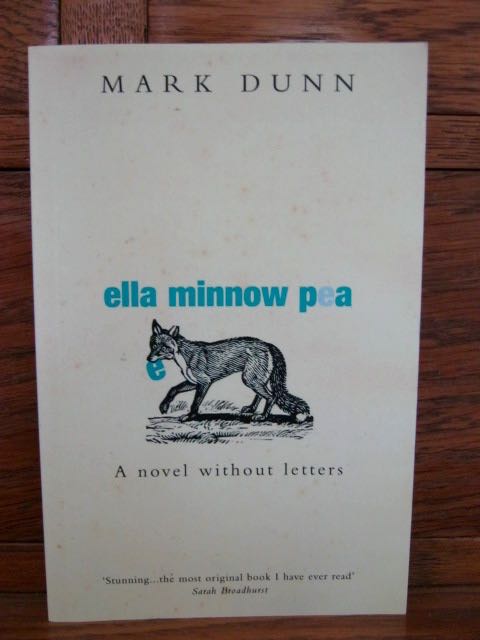 MARK DUNN
ella minnow pea
e
A novel without letters
'Stunning...the most original book I have ever read'
Sarah Broadhurst